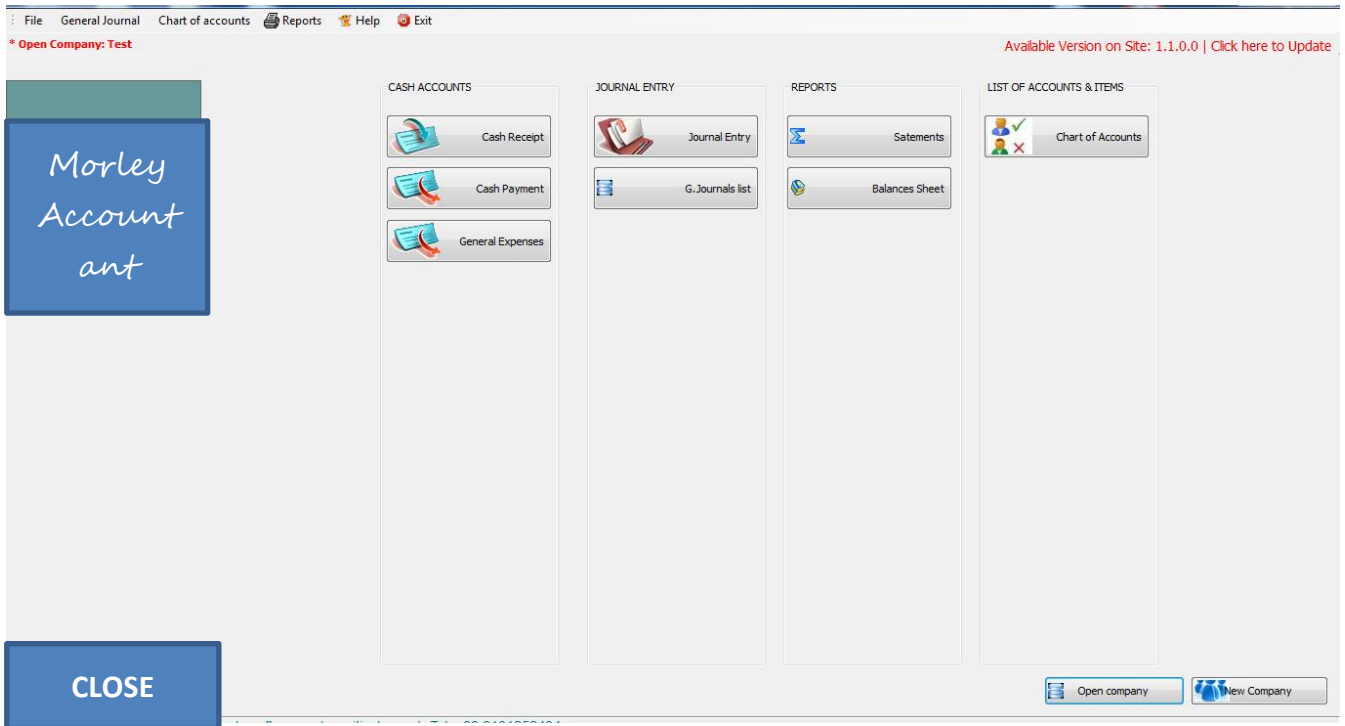 File General Journal Chart of accounts Reports Help Exit
* Open Company: Test
Available Version on Site: 1.1.0.0 | Click here to Update
CASH ACCOUNTS
JOURNAL ENTRY
REPORTS
LIST OF ACCOUNTS & ITEMS
Cash Receipt
Journal Entry
Satements
Chart of Accounts
Cash Payment
G.Journals list
Balances Sheet
General Expenses
Morley
Account
ant
CLOSE
Open company
New Company